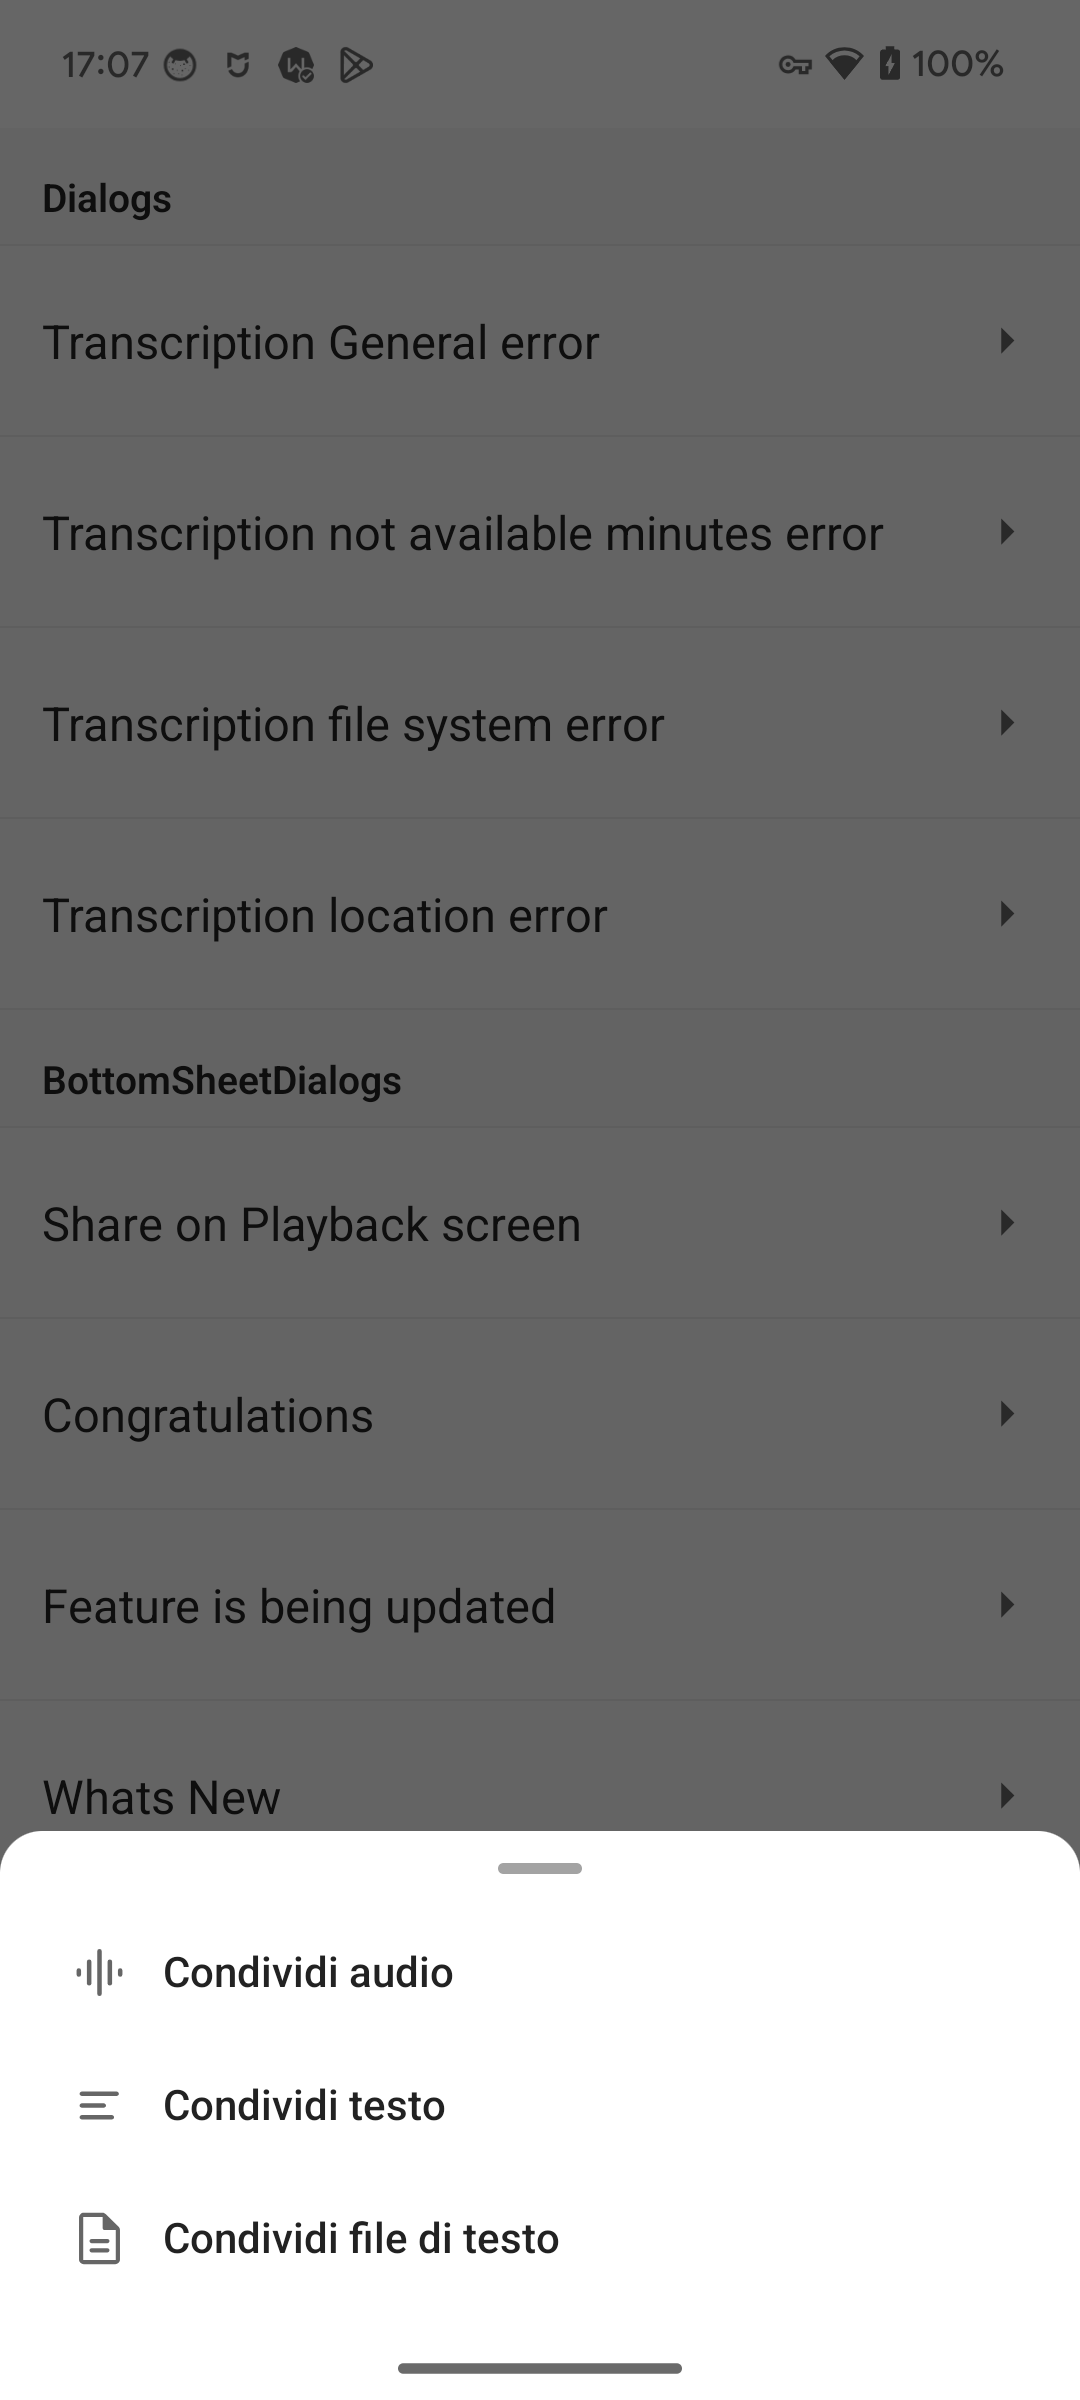 17:07
100%
Dialogs
Transcription General error
Transcription not available minutes error
Transcription file system error
Transcription location error
BottomSheetDialogs
Share on Playback screen
Congratulations
Feature is being updated
Whats New
Condividi audio
Condividi testo
Condividi file di testo